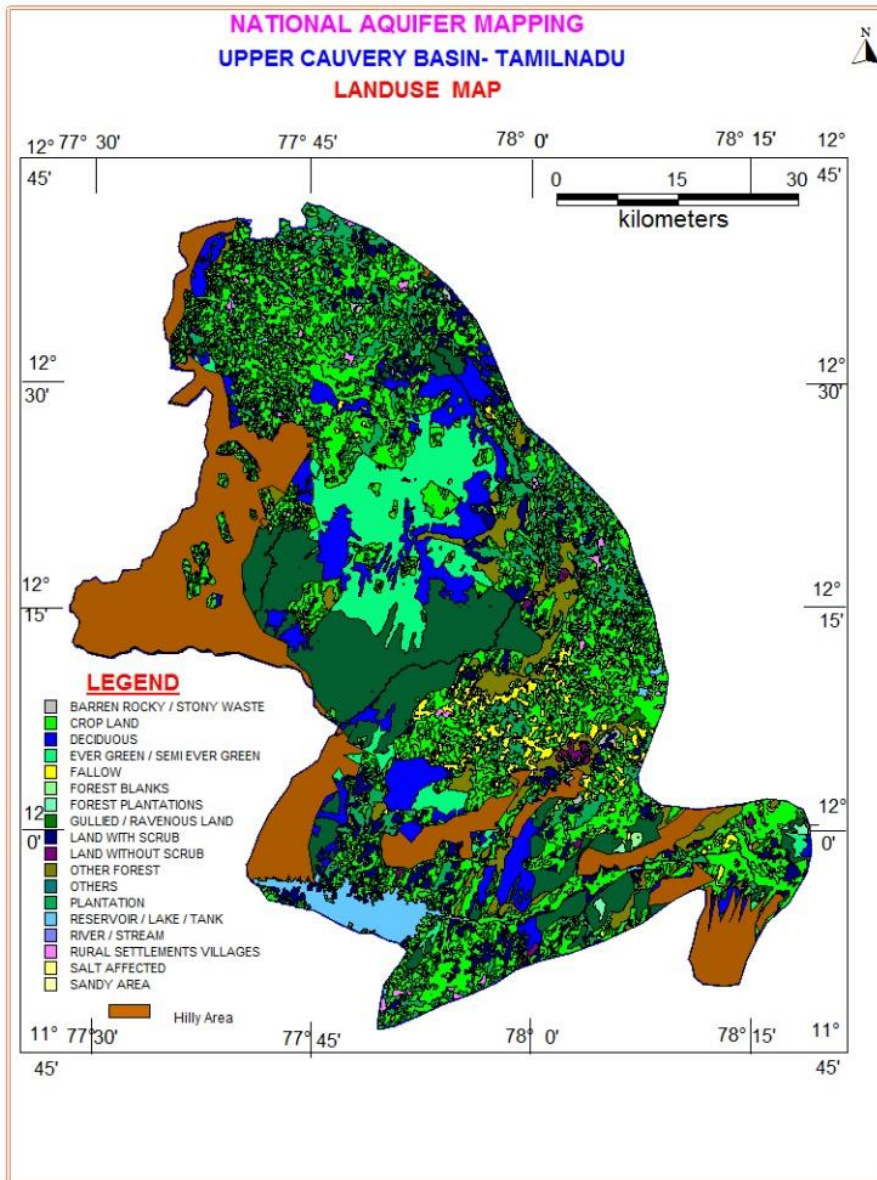 NATIONAL AQUIFER MAPPING
UPPER CAUVERY BASIN- TAMILNADU
LANDUSE MAP
N
12° 77° 30' 77° 45' 78° 0' 78° 15' 12°
45' 45'
0 15 30
kilometers
12° 12°
30' 30'
12° 12°
15' 15'
LEGEND
BARREN ROCKY / STONY WASTE
CROP LAND
DECIDUOUS
EVER GREEN / SEMI EVER GREEN
FALLOW
FOREST BLANKS
FOREST PLANTATIONS
GULLIED / RAVENOUS LAND
LAND WITH SCRUB
LAND WITHOUT SCRUB
OTHER FOREST
OTHERS
PLANTATION
RESERVOIR / LAKE / TANK
RIVER / STREAM
RURAL SETTLEMENTS VILLAGES
SALT AFFECTED
SANDY AREA
Hilly Area
12° 12°
0' 0'
11° 77° 30' 77° 45' 78° 0' 78° 15' 11°
45' 45'